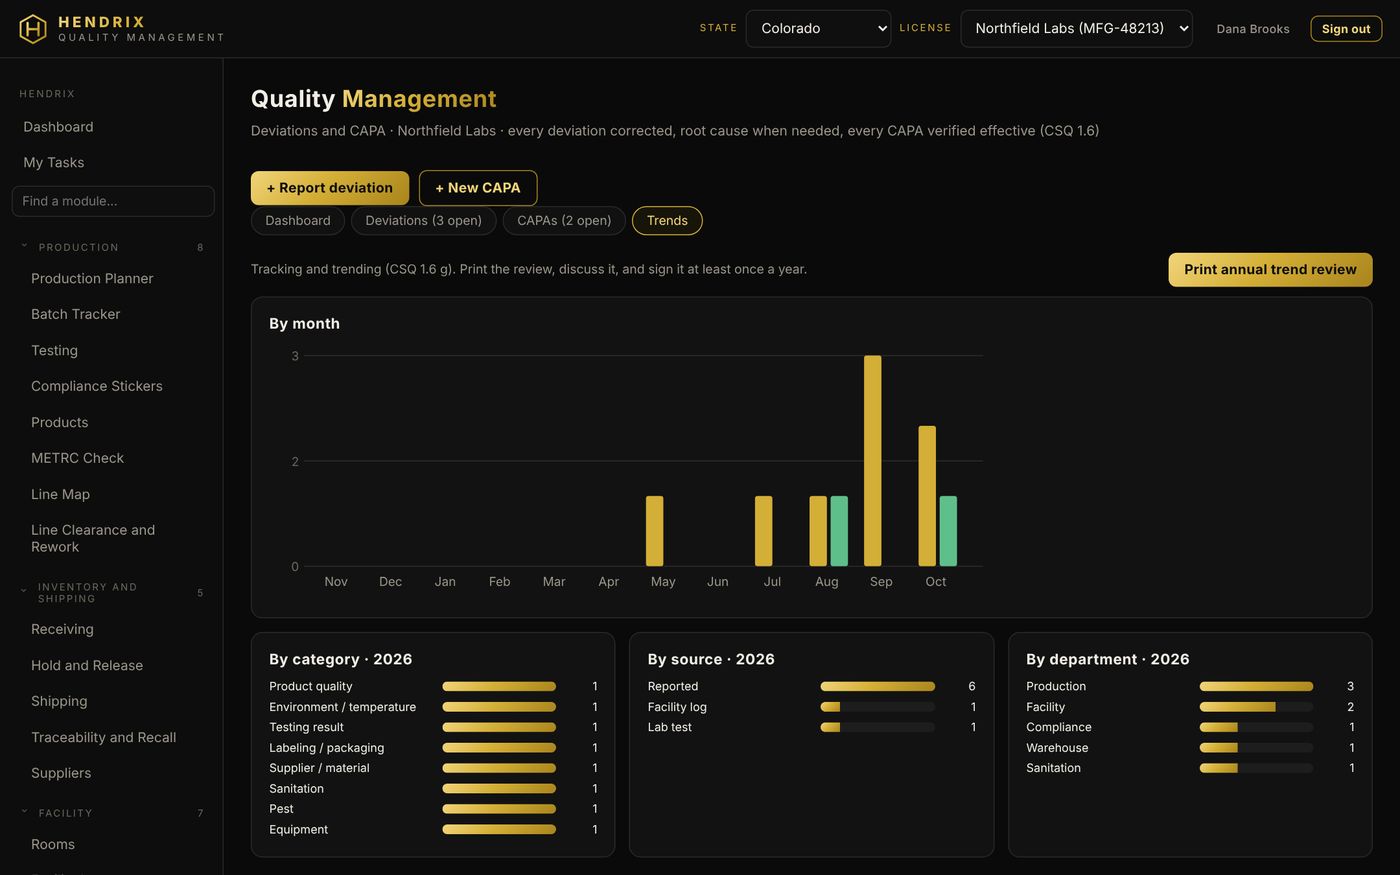 HENDRIX
QUALITY MANAGEMENT
STATE
Colorado
LICENSE
Northfield Labs (MFG-48213)
Dana Brooks
Sign out
HENDRIX
Dashboard
My Tasks
Find a module...
PRODUCTION 8
Production Planner
Batch Tracker
Testing
Compliance Stickers
Products
METRC Check
Line Map
Line Clearance and
Rework
INVENTORY AND
SHIPPING 5
Receiving
Hold and Release
Shipping
Traceability and Recall
Suppliers
FACILITY 7
Rooms
Quality Management
Deviations and CAPA · Northfield Labs · every deviation corrected, root cause when needed, every CAPA verified effective (CSQ 1.6)
+ Report deviation
+ New CAPA
Dashboard
Deviations (3 open)
CAPAs (2 open)
Trends
Tracking and trending (CSQ 1.6 g). Print the review, discuss it, and sign it at least once a year.
Print annual trend review
By month
3
2
0
Nov Dec Jan Feb Mar Apr May Jun Jul Aug Sep Oct
By category · 2026
Product quality 1
Environment / temperature 1
Testing result 1
Labeling / packaging 1
Supplier / material 1
Sanitation 1
Pest 1
Equipment 1
By source · 2026
Reported 6
Facility log 1
Lab test 1
By department · 2026
Production 3
Facility 2
Compliance 1
Warehouse 1
Sanitation 1